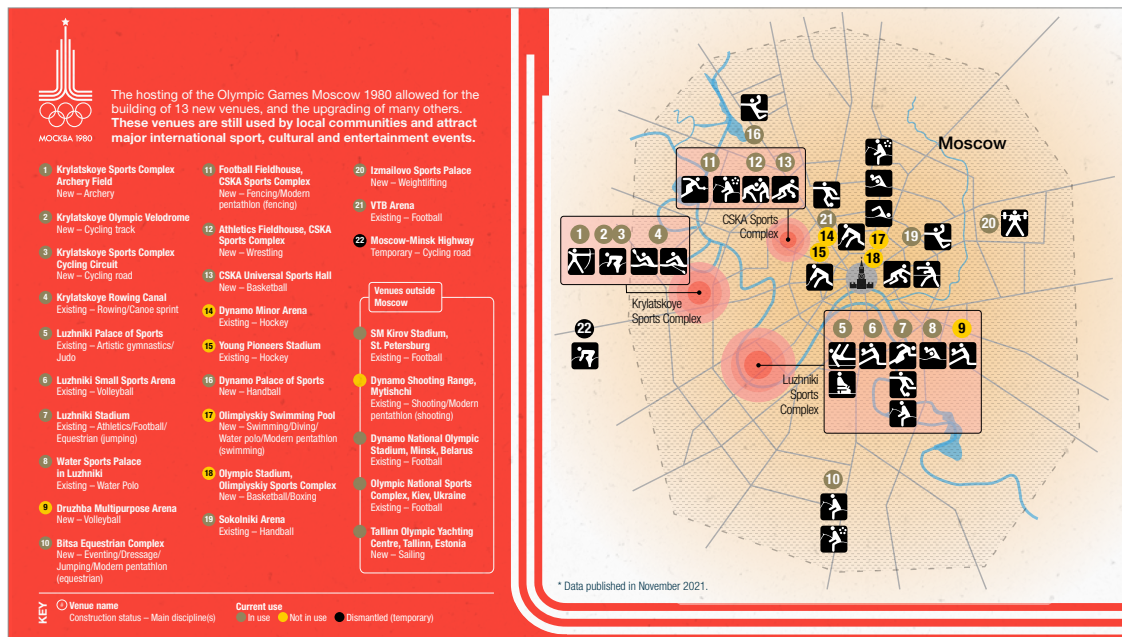 The hosting of the Olympic Games Moscow 1980 allowed for the
building of 13 new venues, and the upgrading of many others.
These venues are still used by local communities and attract
major international sport, cultural and entertainment events.
МОСКВА 1980
1 Krylatskoye Sports Complex
Archery Field
New – Archery
2 Krylatskoye Olympic Velodrome
New – Cycling track
3 Krylatskoye Sports Complex
Cycling Circuit
New – Cycling road
4 Krylatskoye Rowing Canal
Existing – Rowing/Canoe sprint
5 Luzhniki Palace of Sports
Existing – Artistic gymnastics/
Judo
6 Luzhniki Small Sports Arena
Existing – Volleyball
7 Luzhniki Stadium
Existing – Athletics/Football/
Equestrian (jumping)
8 Water Sports Palace
in Luzhniki
Existing – Water Polo
9 Druzhba Multipurpose Arena
New – Volleyball
10 Bitsa Equestrian Complex
New – Eventing/Dressage/
Jumping/Modern pentathlon
(equestrian)
11 Football Fieldhouse,
CSKA Sports Complex
New – Fencing/Modern
pentathlon (fencing)
12 Athletics Fieldhouse, CSKA
Sports Complex
New – Wrestling
13 CSKA Universal Sports Hall
New – Basketball
14 Dynamo Minor Arena
Existing – Hockey
15 Young Pioneers Stadium
Existing – Hockey
16 Dynamo Palace of Sports
New – Handball
17 Olimpiyskiy Swimming Pool
New – Swimming/Diving/
Water polo/Modern pentathlon
(swimming)
18 Olympic Stadium,
Olimpiyskiy Sports Complex
New – Basketball/Boxing
19 Sokolniki Arena
Existing – Handball
20 Izmailovo Sports Palace
New – Weightlifting
21 VTB Arena
Existing – Football
22 Moscow-Minsk Highway
Temporary – Cycling road
Venues outside
Moscow
SM Kirov Stadium,
St. Petersburg
Existing – Football
Dynamo Shooting Range,
Mytishchi
Existing – Shooting/Modern
pentathlon (shooting)
Dynamo National Olympic
Stadium, Minsk, Belarus
Existing – Football
Olympic National Sports
Complex, Kiev, Ukraine
Existing – Football
Tallinn Olympic Yachting
Centre, Tallinn, Estonia
New – Sailing
KEY
# Venue name
Construction status – Main discipline(s)
Current use
In use
Not in use
Dismantled (temporary)
Moscow
16
11 12 13
CSKA Sports
Complex
21
14
15
17
18
19
20
1 2 3 4
Krylatskoye
Sports Complex
22
5 6 7 8 9
Luzhniki
Sports
Complex
10
* Data published in November 2021.